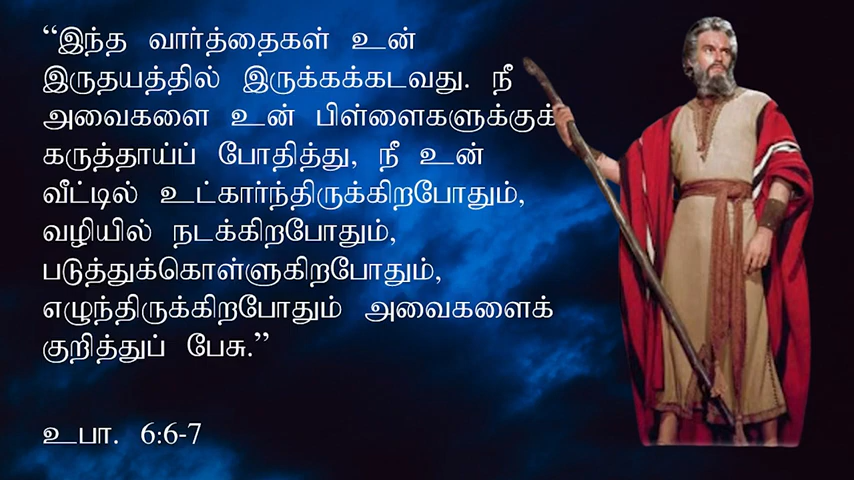 “இந்த வார்த்தைகள் உன்
இருதயத்தில் இருக்கக்கடவது. நீ
அவைகளை உன் பிள்ளைகளுக்குக்
கருத்தாய்ப் போதித்து, நீ உன்
வீட்டில் உட்கார்ந்திருக்கிறபோதும்,
வழியில் நடக்கிறபோதும்,
படுத்துக்கொள்ளுகிறபோதும்,
எழுந்திருக்கிறபோதும் அவைகளைக்
குறித்துப் பேசு.”
உபா. 6:6-7